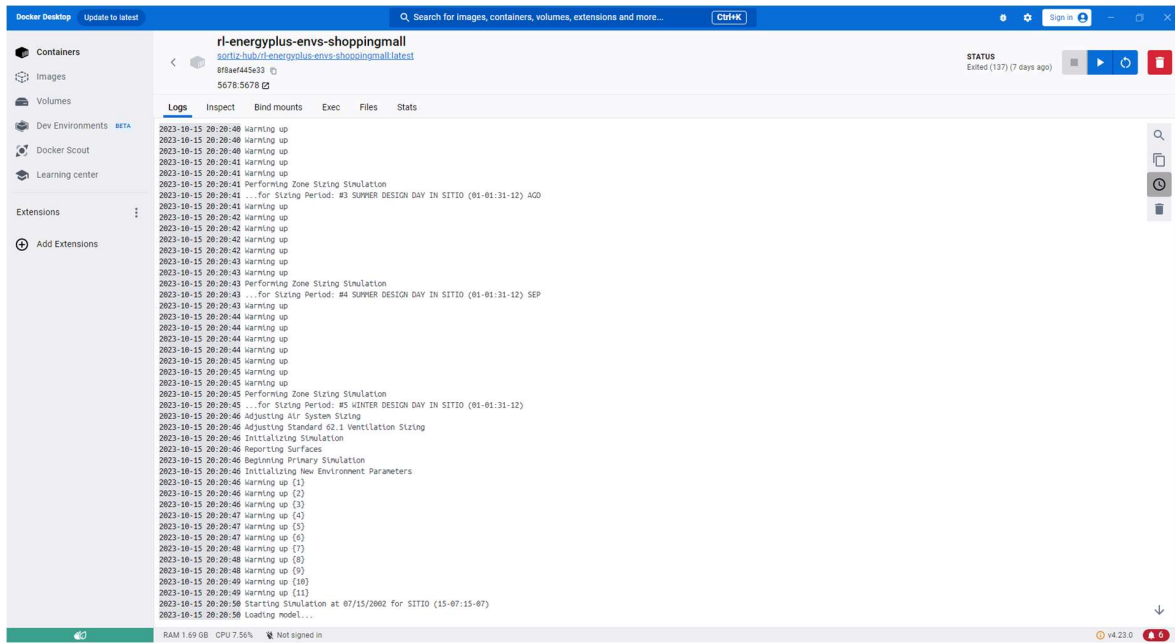 Docker Desktop Update to latest
Search for images, containers, volumes, extensions and more... Ctrl+K
Sign in
Containers
Images
Volumes
Dev Environments BETA
Docker Scout
Learning center
Extensions
Add Extensions
rl-energyplus-envs-shoppingmall
sortiz-hub/rl-energyplus-envs-shoppingmall:latest
8f8aef445e33
5678:5678
STATUS
Exited (137) (7 days ago)
Logs Inspect Bind mounts Exec Files Stats
2023-10-15 20:20:40 Warming up
2023-10-15 20:20:40 Warming up
2023-10-15 20:20:40 Warming up
2023-10-15 20:20:41 Warming up
2023-10-15 20:20:41 Warming up
2023-10-15 20:20:41 Performing Zone Sizing Simulation
2023-10-15 20:20:41 ...for Sizing Period: #3 SUMMER DESIGN DAY IN SITIO (01-01:31-12) AGO
2023-10-15 20:20:41 Warming up
2023-10-15 20:20:42 Warming up
2023-10-15 20:20:42 Warming up
2023-10-15 20:20:42 Warming up
2023-10-15 20:20:42 Warming up
2023-10-15 20:20:43 Warming up
2023-10-15 20:20:43 Warming up
2023-10-15 20:20:43 Performing Zone Sizing Simulation
2023-10-15 20:20:43 ...for Sizing Period: #4 SUMMER DESIGN DAY IN SITIO (01-01:31-12) SEP
2023-10-15 20:20:43 Warming up
2023-10-15 20:20:44 Warming up
2023-10-15 20:20:44 Warming up
2023-10-15 20:20:44 Warming up
2023-10-15 20:20:45 Warming up
2023-10-15 20:20:45 Warming up
2023-10-15 20:20:45 Warming up
2023-10-15 20:20:45 Performing Zone Sizing Simulation
2023-10-15 20:20:45 ...for Sizing Period: #5 WINTER DESIGN DAY IN SITIO (01-01:31-12)
2023-10-15 20:20:46 Adjusting Air System Sizing
2023-10-15 20:20:46 Adjusting Standard 62.1 Ventilation Sizing
2023-10-15 20:20:46 Initializing Simulation
2023-10-15 20:20:46 Reporting Surfaces
2023-10-15 20:20:46 Beginning Primary Simulation
2023-10-15 20:20:46 Initializing New Environment Parameters
2023-10-15 20:20:46 Warming up {1}
2023-10-15 20:20:46 Warming up {2}
2023-10-15 20:20:46 Warming up {3}
2023-10-15 20:20:47 Warming up {4}
2023-10-15 20:20:47 Warming up {5}
2023-10-15 20:20:47 Warming up {6}
2023-10-15 20:20:48 Warming up {7}
2023-10-15 20:20:48 Warming up {8}
2023-10-15 20:20:48 Warming up {9}
2023-10-15 20:20:49 Warming up {10}
2023-10-15 20:20:49 Warming up {11}
2023-10-15 20:20:50 Starting Simulation at 07/15/2002 for SITIO (15-07:15-07)
2023-10-15 20:20:50 Loading model...
RAM 1.69 GB CPU 7.56% Not signed in
v4.23.0 6